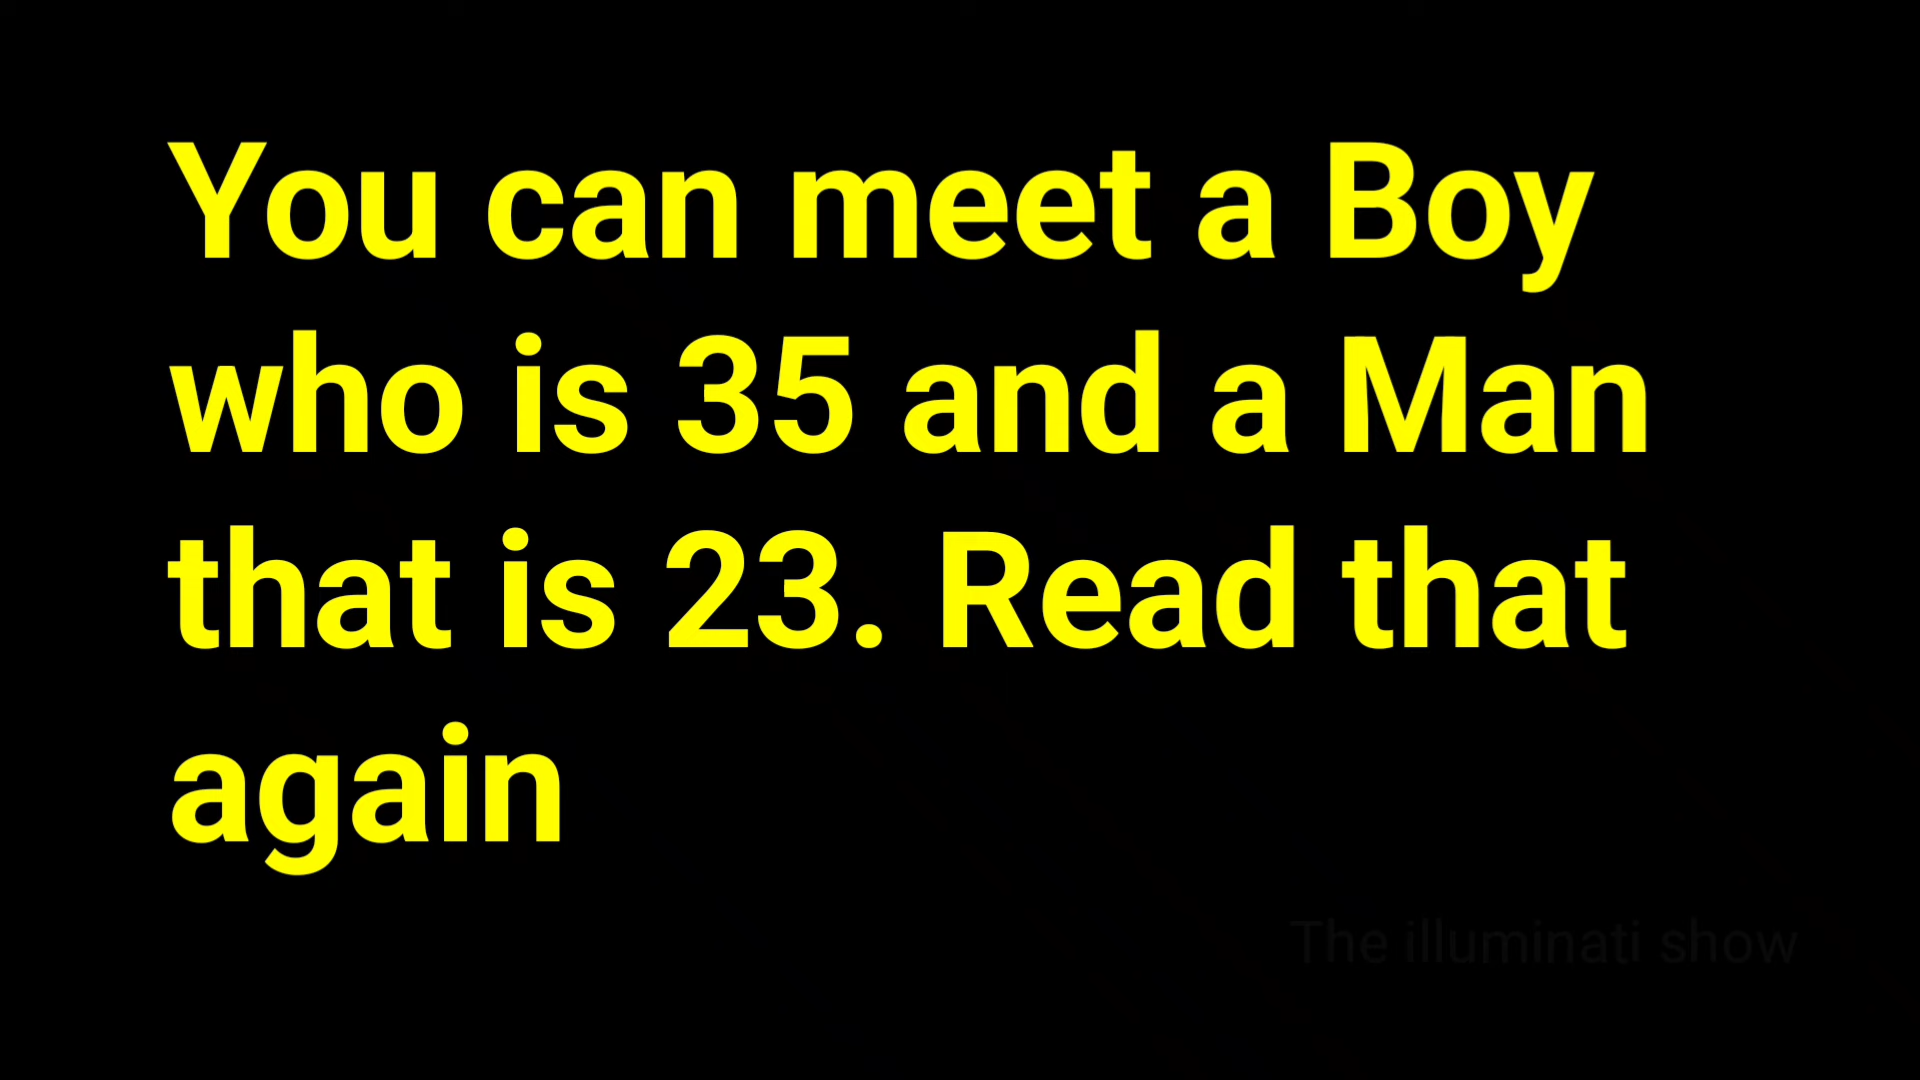 You can meet a Boy
who is 35 and a Man
that is 23. Read that
again
The illuminati show